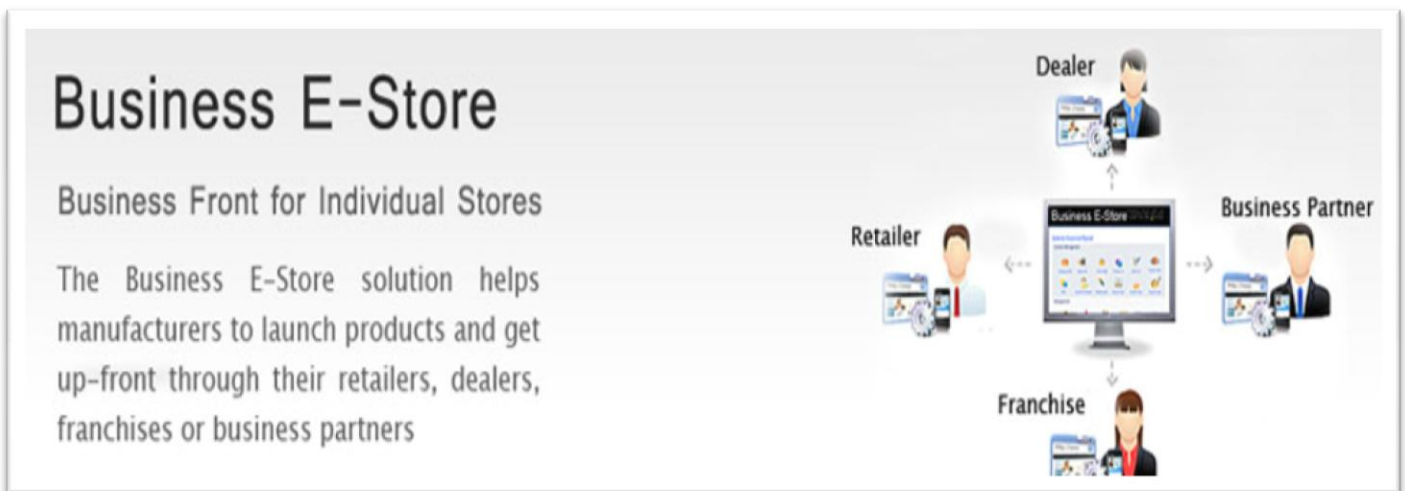 Business E-Store
Business Front for Individual Stores
The Business E-Store solution helps
manufacturers to launch products and get
up-front through their retailers, dealers,
franchises or business partners
Dealer
Business Partner
Retailer
Business E-Store
Franchise